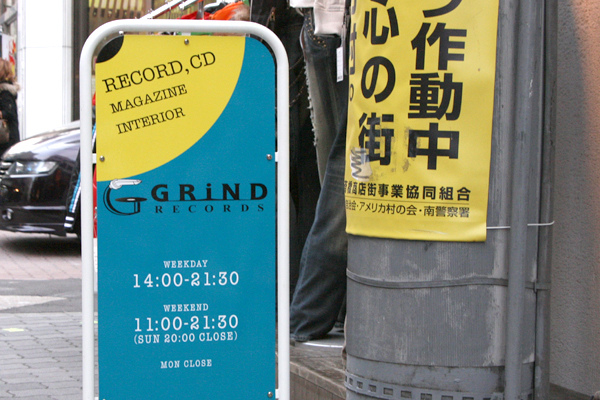 RECORD, CD
MAGAZINE
INTERIOR
GRiND
RECORDS
WEEKDAY
14:00-21:30
WEEKEND
11:00-21:30
(SUN 20:00 CLOSE)
MON CLOSE
作動中
心の街
店街事業協同組合
会・アメリカ村の会・南警察署